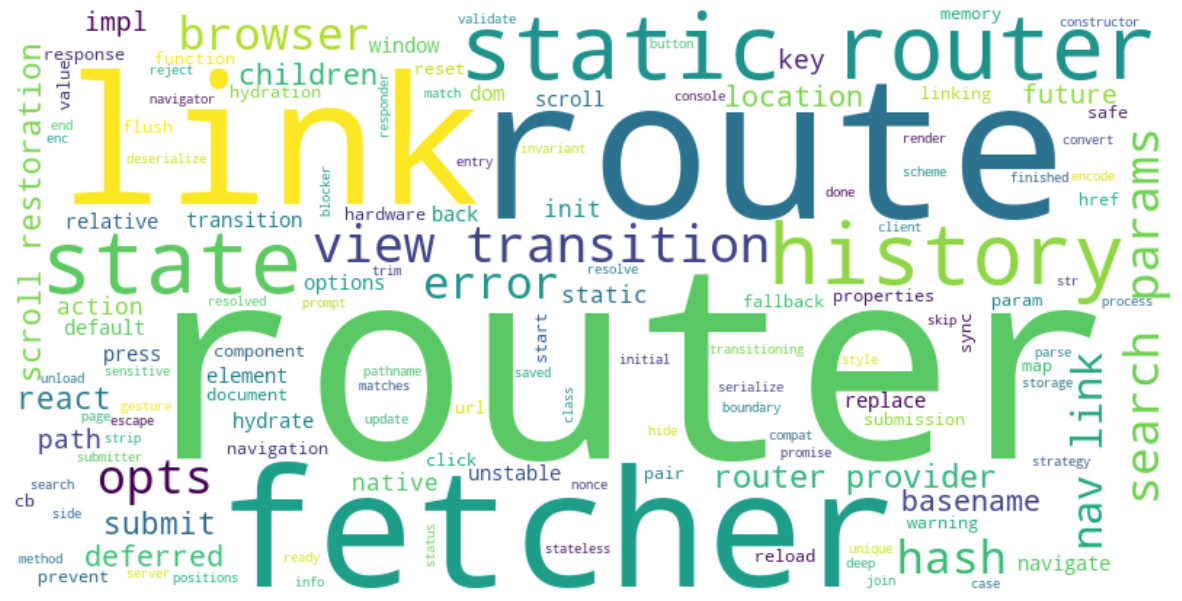 impl
browser
validate
memory
constructor
response
function
window
static router
button
key
reject
children
reset
dom
scroll
console
location
linking
future
value
navigator
hydration
responder
match
safe
link
route
end
enc
flush
deserialize
entry
invariant
render
convert
scheme
finished
encode
blocker
done
href
scroll restoration
relative
transition
hardware
back
init
client
search params
state
view transition
history
trim
resolve
str
options
error
static
fallback
properties
param
process
action
resolved
prompt
default
start
skip
sync
router
press
component
initial
transitioning
style
parse
map
unload
sensitive
element
pathname
matches
saved
class
serialize
storage
react
gesture
document
boundary
replace
page
escape
hydrate
update
url
hide
submission
nav link
path
strip
navigation
compat
promise
submitter
click
opts
native
unstable
pair
router provider
strategy
search
nonce
basename
cb
side
submit
fetcher
warning
method
deferred
ready
status
stateless
reload
unique
hash
navigate
prevent
server
positions
info
deep
join
case